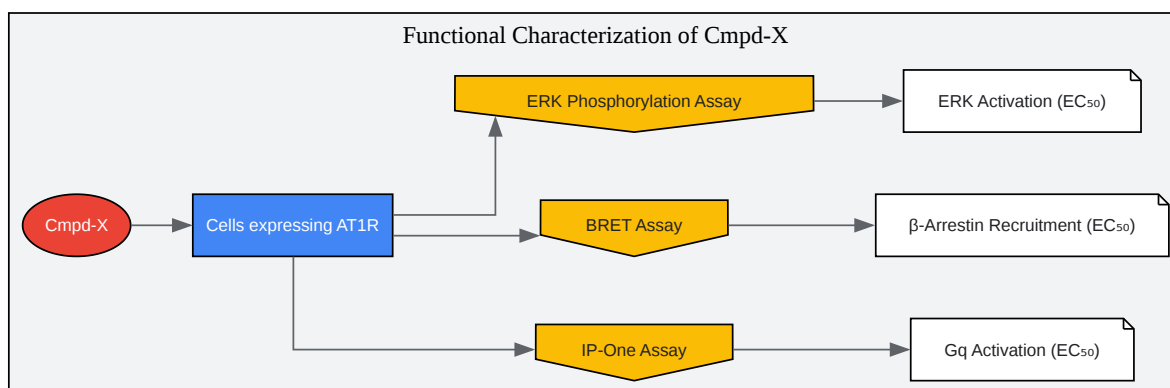 Functional Characterization of Cmpd-X
ERK Phosphorylation Assay
ERK Activation (EC₅₀)
Cmpd-X
Cells expressing AT1R
BRET Assay
β-Arrestin Recruitment (EC₅₀)
IP-One Assay
Gq Activation (EC₅₀)